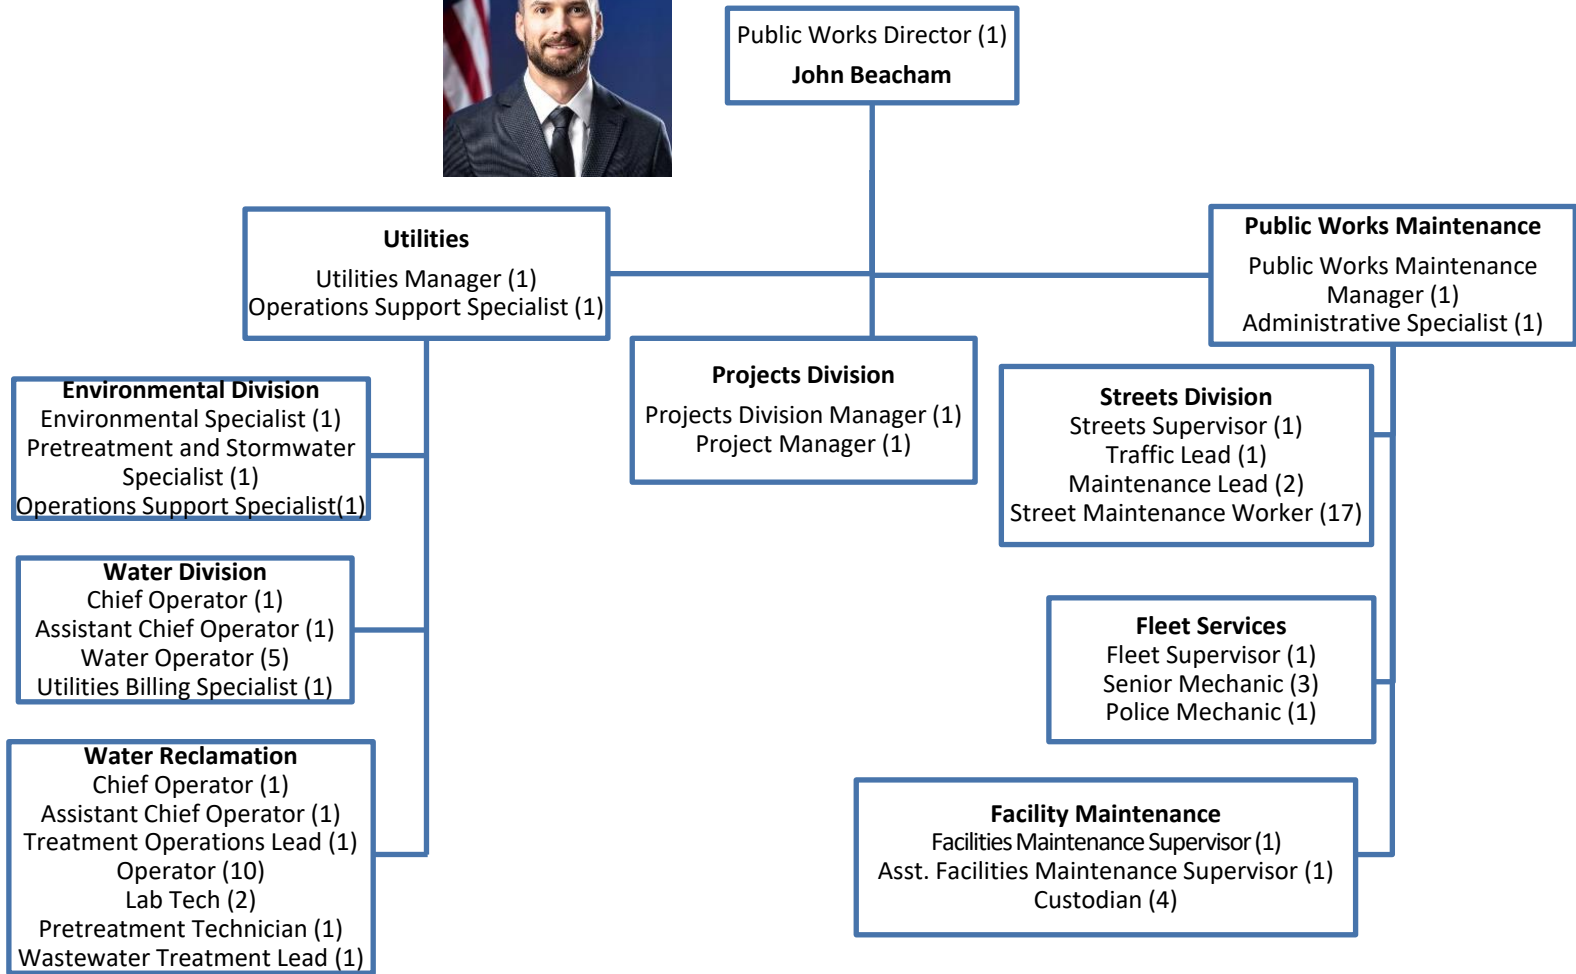 Public Works Director (1)
John Beacham
Utilities
Utilities Manager (1)
Operations Support Specialist (1)
Public Works Maintenance
Public Works Maintenance
Manager (1)
Administrative Specialist (1)
Projects Division
Projects Division Manager (1)
Project Manager (1)
Environmental Division
Environmental Specialist (1)
Pretreatment and Stormwater
Specialist (1)
Operations Support Specialist(1)
Water Division
Chief Operator (1)
Assistant Chief Operator (1)
Water Operator (5)
Utilities Billing Specialist (1)
Water Reclamation
Chief Operator (1)
Assistant Chief Operator (1)
Treatment Operations Lead (1)
Operator (10)
Lab Tech (2)
Pretreatment Technician (1)
Wastewater Treatment Lead (1)
Streets Division
Streets Supervisor (1)
Traffic Lead (1)
Maintenance Lead (2)
Street Maintenance Worker (17)
Fleet Services
Fleet Supervisor (1)
Senior Mechanic (3)
Police Mechanic (1)
Facility Maintenance
Facilities Maintenance Supervisor (1)
Asst. Facilities Maintenance Supervisor (1)
Custodian (4)